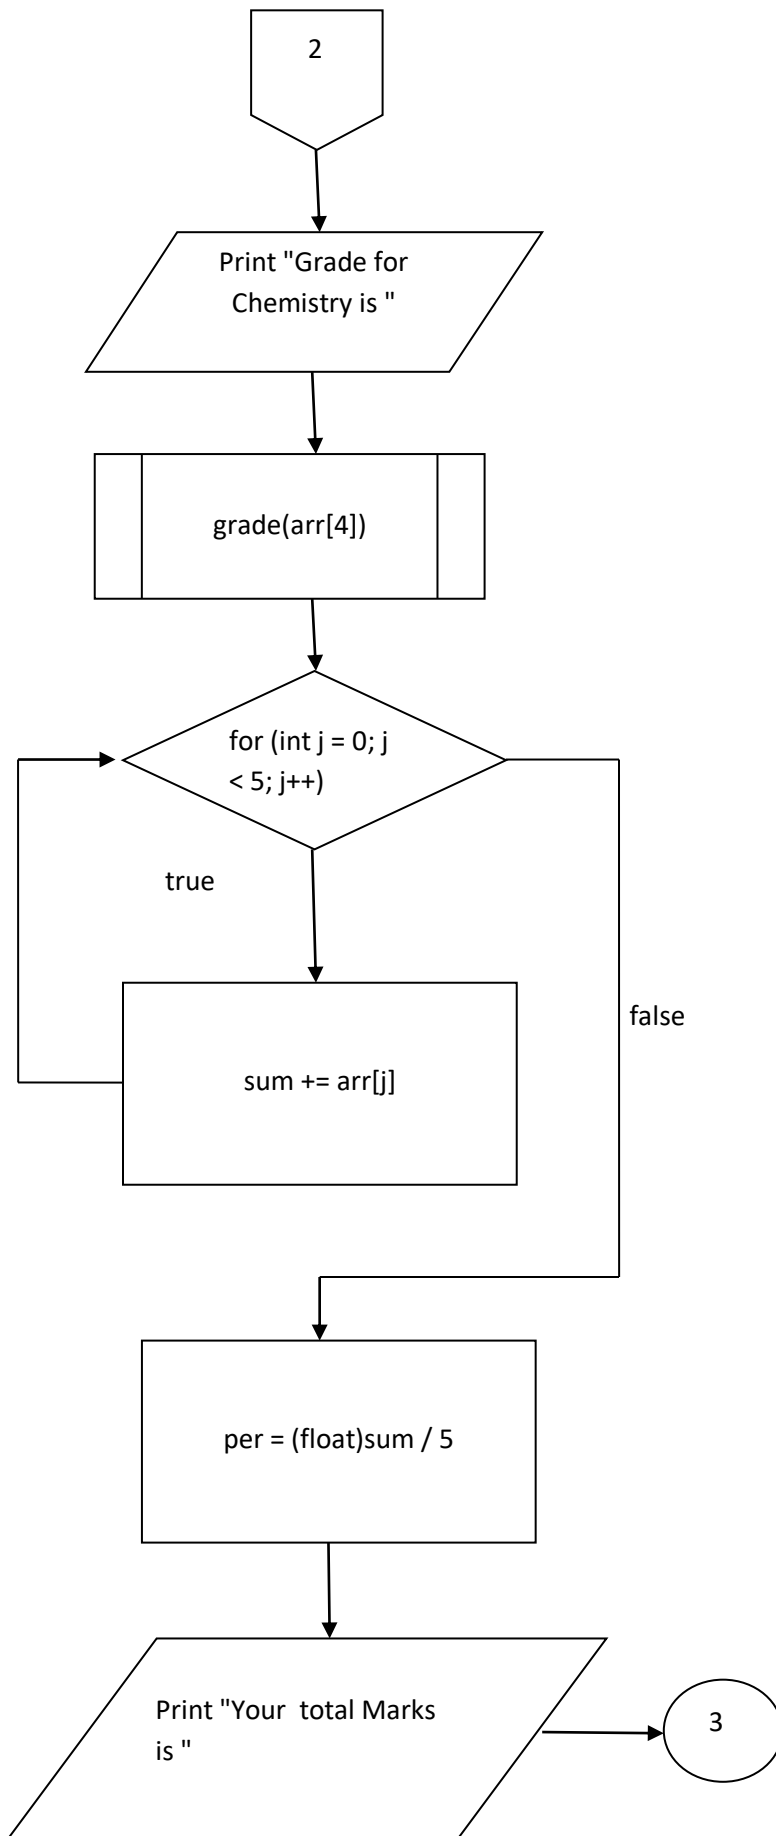 2
Print "Grade for
Chemistry is "
grade(arr[4])
for (int j = 0; j
< 5; j++)
true
false
sum += arr[j]
per = (float)sum / 5
Print "Your  total Marks
is "
3